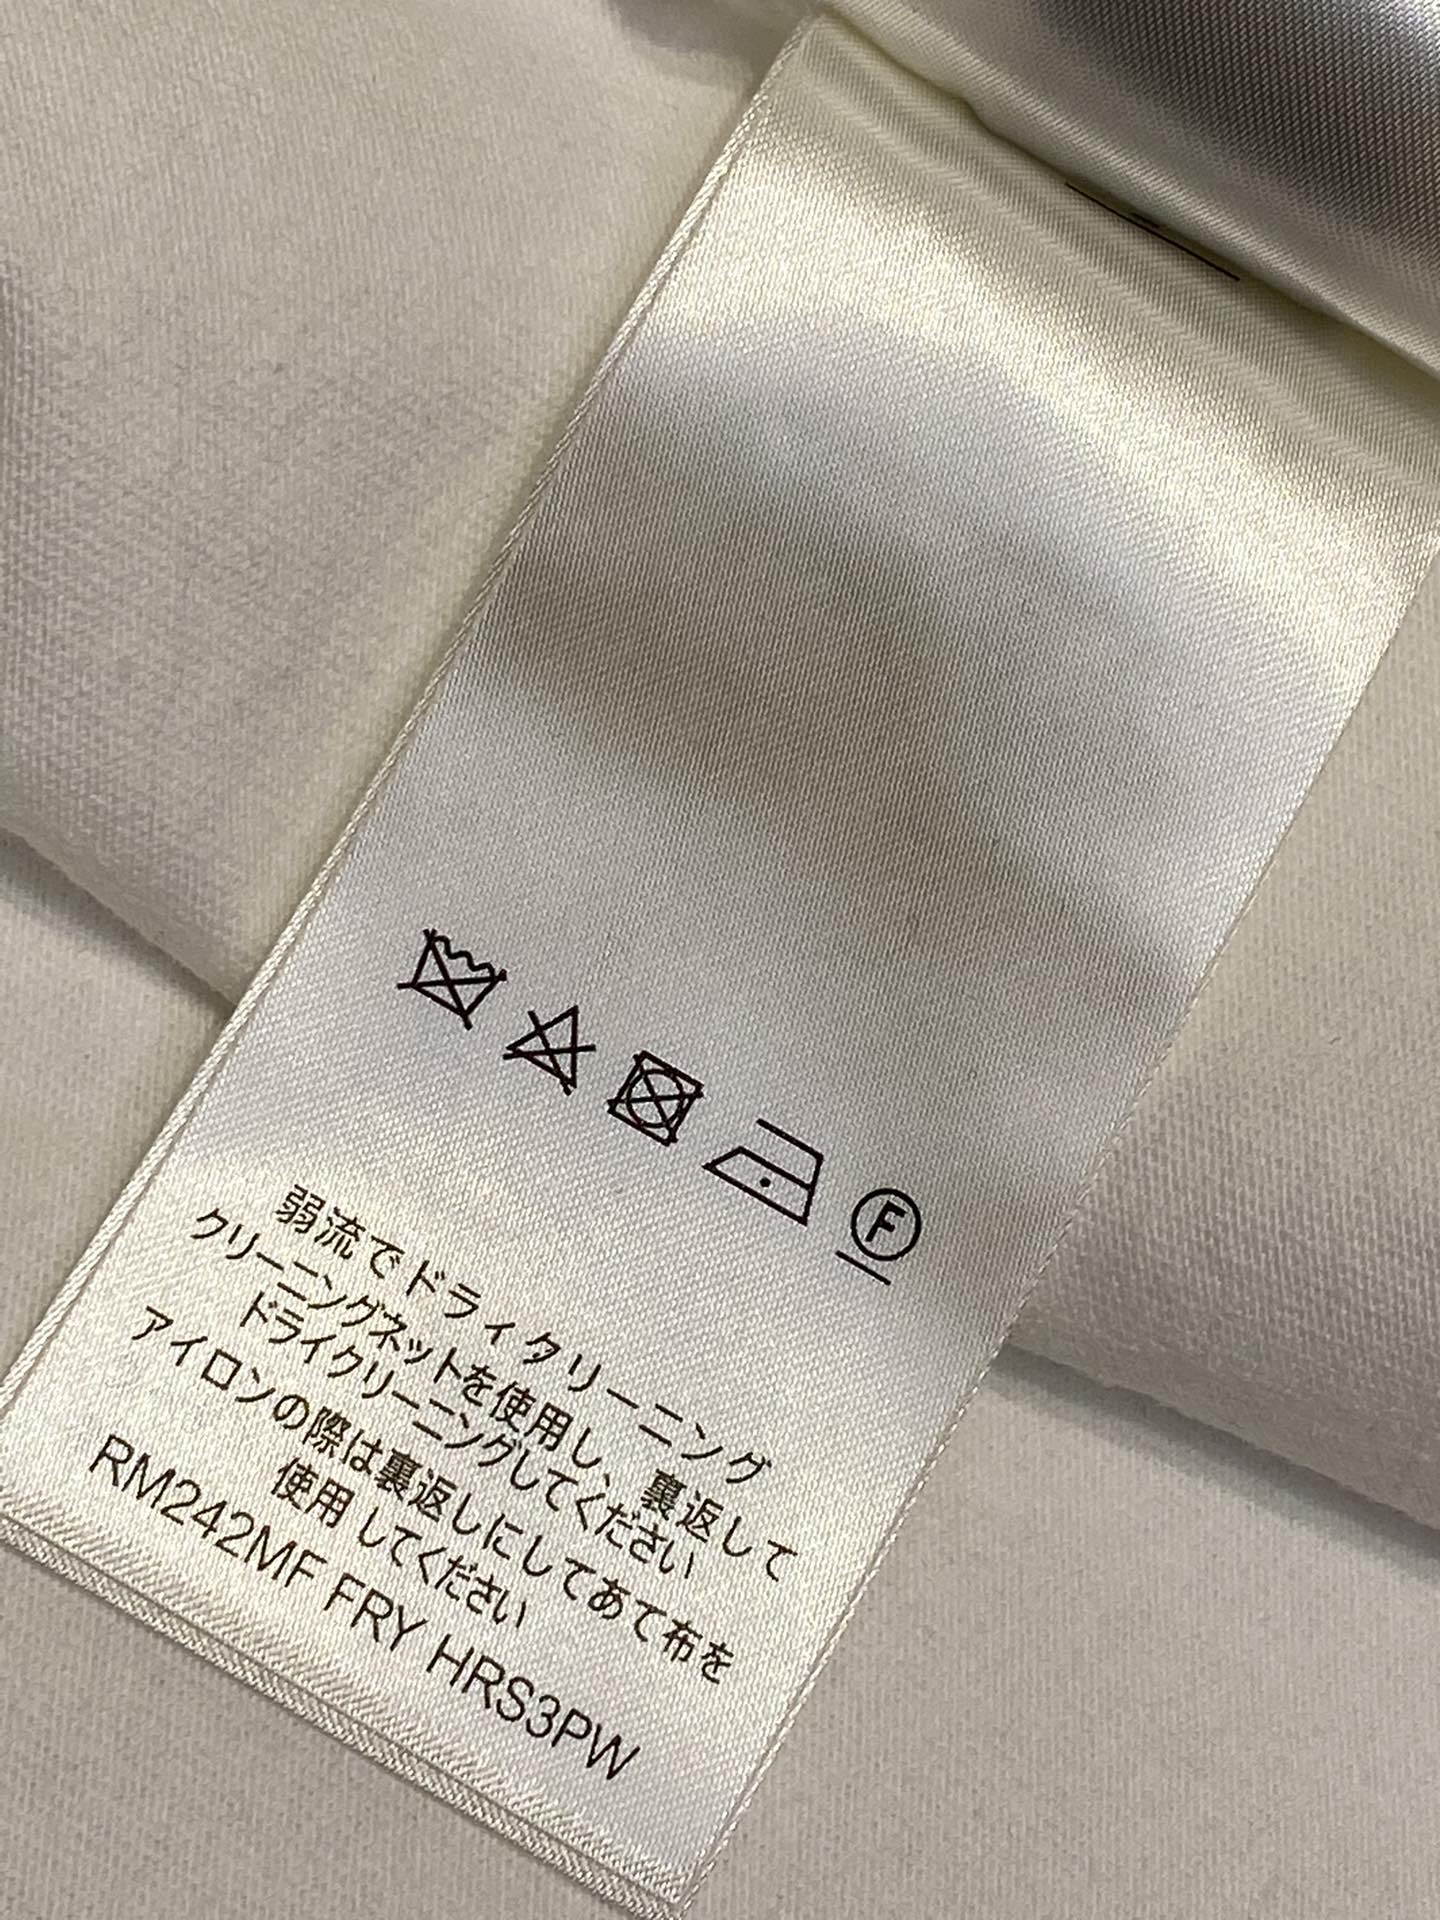 F
弱流でドライクリーニング
クリーニングネットを使用し、裏返して
ドライクリーニングしてください
アイロンの際は裏返しにしてあて布を
使用してください
RM242MF FRY HRS3PW